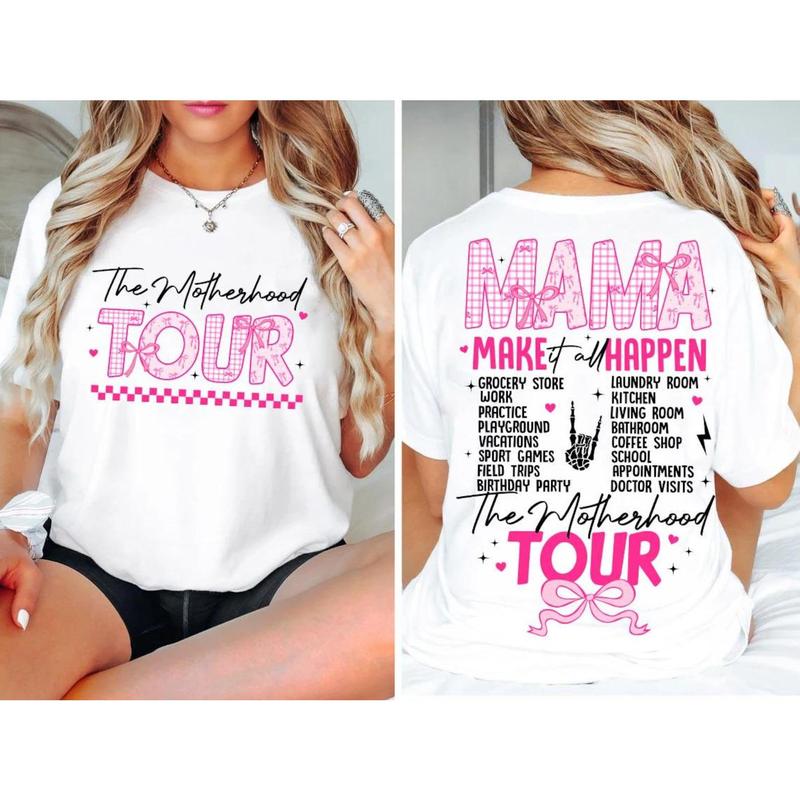 The Motherhood
TOUR
MAMA
MAKE it all HAPPEN
GROCERY STORE
WORK
PRACTICE
PLAYGROUND
VACATIONS
SPORT GAMES
FIELD TRIPS
BIRTHDAY PARTY
LAUNDRY ROOM
KITCHEN
LIVING ROOM
BATHROOM
COFFEE SHOP
SCHOOL
APPOINTMENTS
DOCTOR VISITS
The Motherhood
TOUR